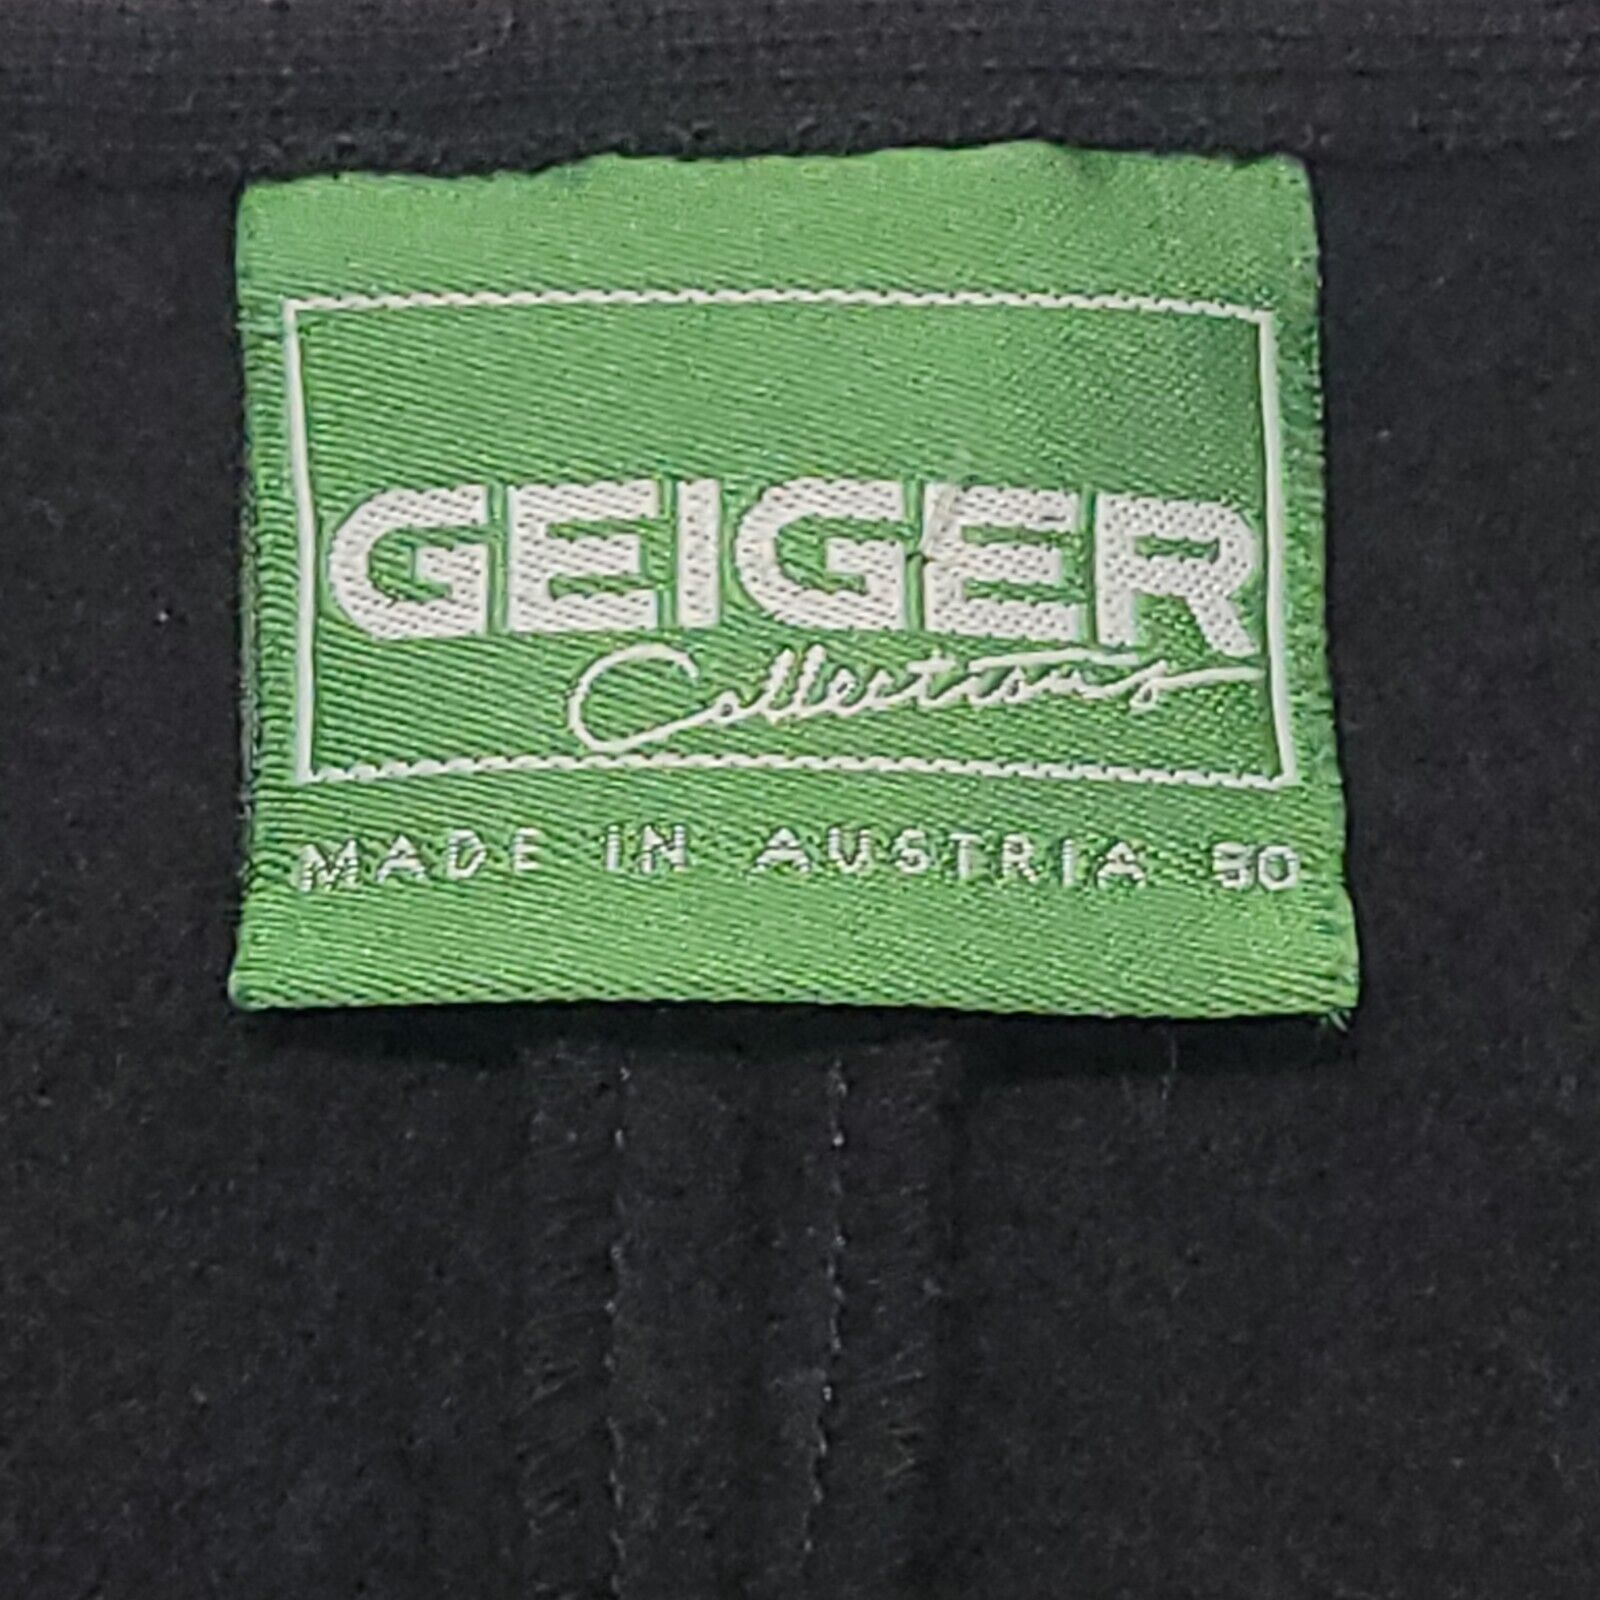 GEIGER
Collections
MADE IN AUSTRIA 50